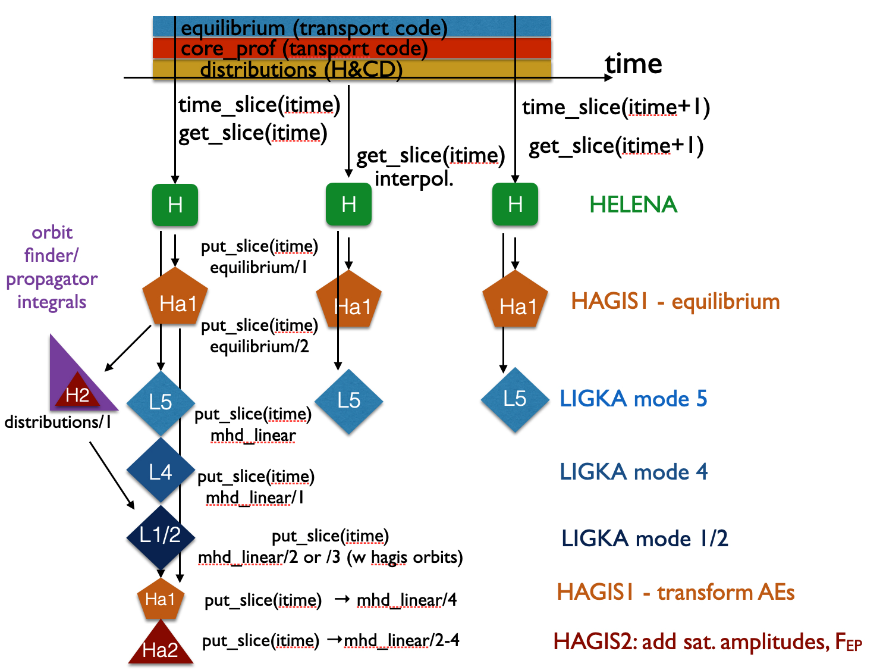 equilibrium (transport code)
core_prof (tansport code)
distributions (H&CD)
time
time_slice(itime)
get_slice(itime)
get_slice(itime)
interpol.
time_slice(itime+1)
get_slice(itime+1)
H
H
H
HELENA
orbit
finder/
propagator
integrals
put_slice(itime)
equilibrium/1
Ha1
Ha1
Ha1
HAGIS1 - equilibrium
put_slice(itime)
equilibrium/2
H2
distributions/1
L5
L5
L5
LIGKA mode 5
put_slice(itime)
mhd_linear
L4
LIGKA mode 4
put_slice(itime)
mhd_linear/1
L1/2
LIGKA mode 1/2
put_slice(itime)
mhd_linear/2 or /3 (w hagis orbits)
Ha1
put_slice(itime) → mhd_linear/4
HAGIS1 - transform AEs
Ha2
put_slice(itime) →mhd_linear/2-4
HAGIS2: add sat. amplitudes, FEP